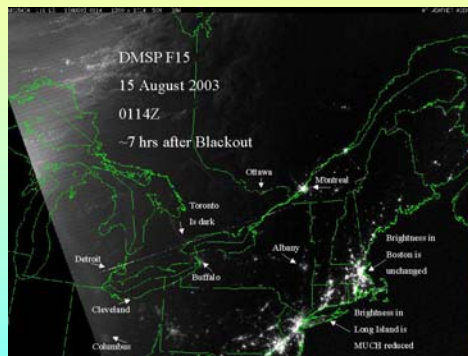 DMSP F15
15 August 2003
0114Z
~7 hrs after Blackout
Ottawa
Montreal
Toronto
Is dark
Detroit
Buffalo
Albany
Brightness in
Boston is
unchanged
Cleveland
Brightness in
Long Island is
MUCH reduced
Columbus